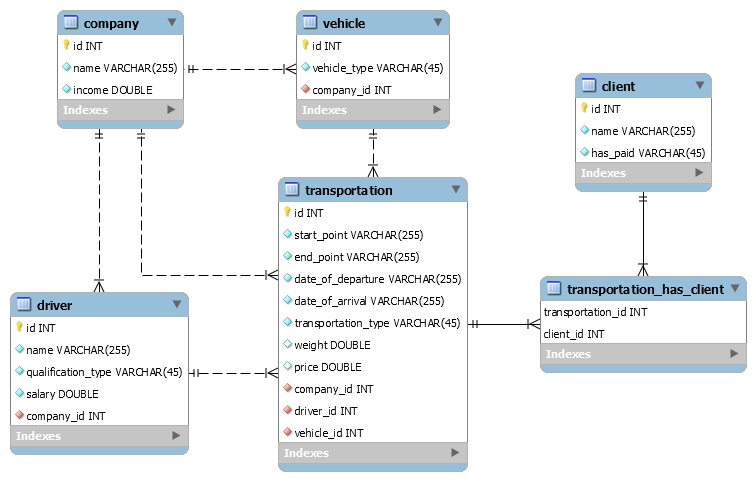 company
id INT
name VARCHAR(255)
income DOUBLE
Indexes
vehicle
id INT
vehicle_type VARCHAR(45)
company_id INT
Indexes
client
id INT
name VARCHAR(255)
has_paid VARCHAR(45)
Indexes
transportation
id INT
start_point VARCHAR(255)
end_point VARCHAR(255)
date_of_departure VARCHAR(255)
date_of_arrival VARCHAR(255)
transportation_type VARCHAR(45)
weight DOUBLE
price DOUBLE
company_id INT
driver_id INT
vehicle_id INT
Indexes
driver
id INT
name VARCHAR(255)
qualification_type VARCHAR(45)
salary DOUBLE
company_id INT
Indexes
transportation_has_client
transportation_id INT
client_id INT
Indexes